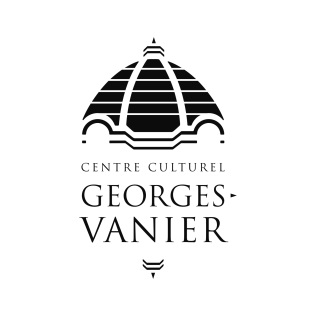 CENTRE CULTUREL
GEORGES-
VANIER